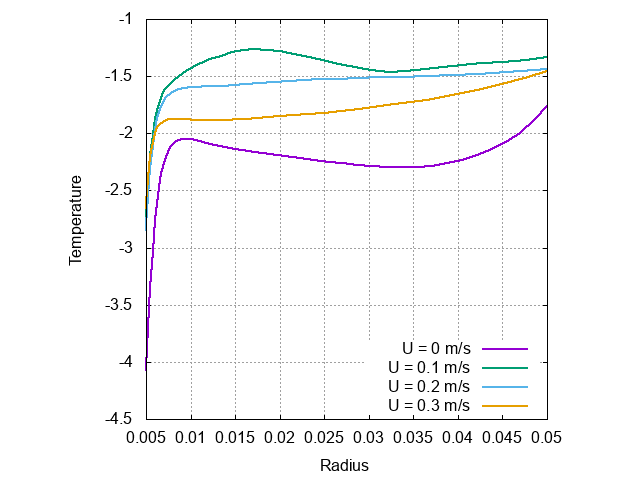 -1
-1.5
-2
-2.5
-3
-3.5
-4
-4.5
Temperature
U = 0 m/s
U = 0.1 m/s
U = 0.2 m/s
U = 0.3 m/s
0.005 0.01 0.015 0.02 0.025 0.03 0.035 0.04 0.045 0.05
Radius